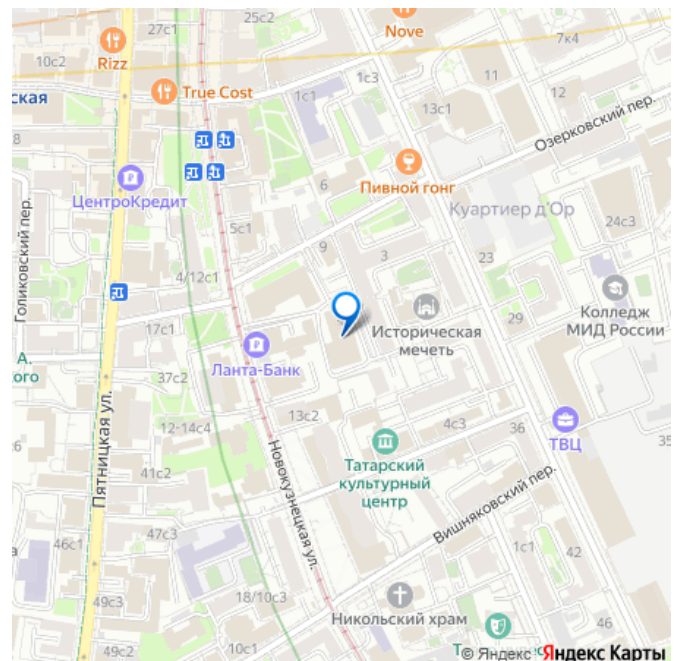 27с1
25с2
Nove
7к4
10с2
Rizz
True Cost
1с3
11
12
ская
1с1
13с1
Озерковский пер.
8
Пивной гонг
ЦентроКредит
6
Куартиер д'Ор
24с3
5с1
Голиковский пер.
9
3
23
4/12с1
Колледж
МИД России
17с1
Историческая
мечеть
29
Ланта-Банк
А.
кого
37с2
13с2
Пятницкая ул.
12-14с4
4с3
36
ТВЦ
35
Татарский
культурный
центр
41с2
Новокузнецкая ул.
Вишняковский пер.
47с3
46с1
1с1
42
49с3
18/10с3
Никольский храм
46
49с2
© Яндекс
Яндекс Карты